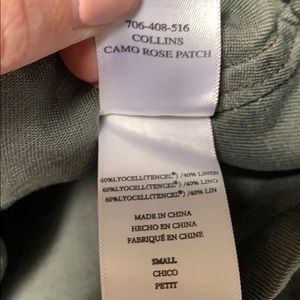 706-408-516
COLLINS
CAMO ROSE PATCH
60%LYOCELL(TENCEL®)/40% LINEN
60%LYOCELL(TENCEL®)/40% LINO
60%LYOCELL(TENCEL®)/40% LIN
MADE IN CHINA
HECHO EN CHINA
FABRIQUÉ EN CHINE
SMALL
CHICO
PETIT